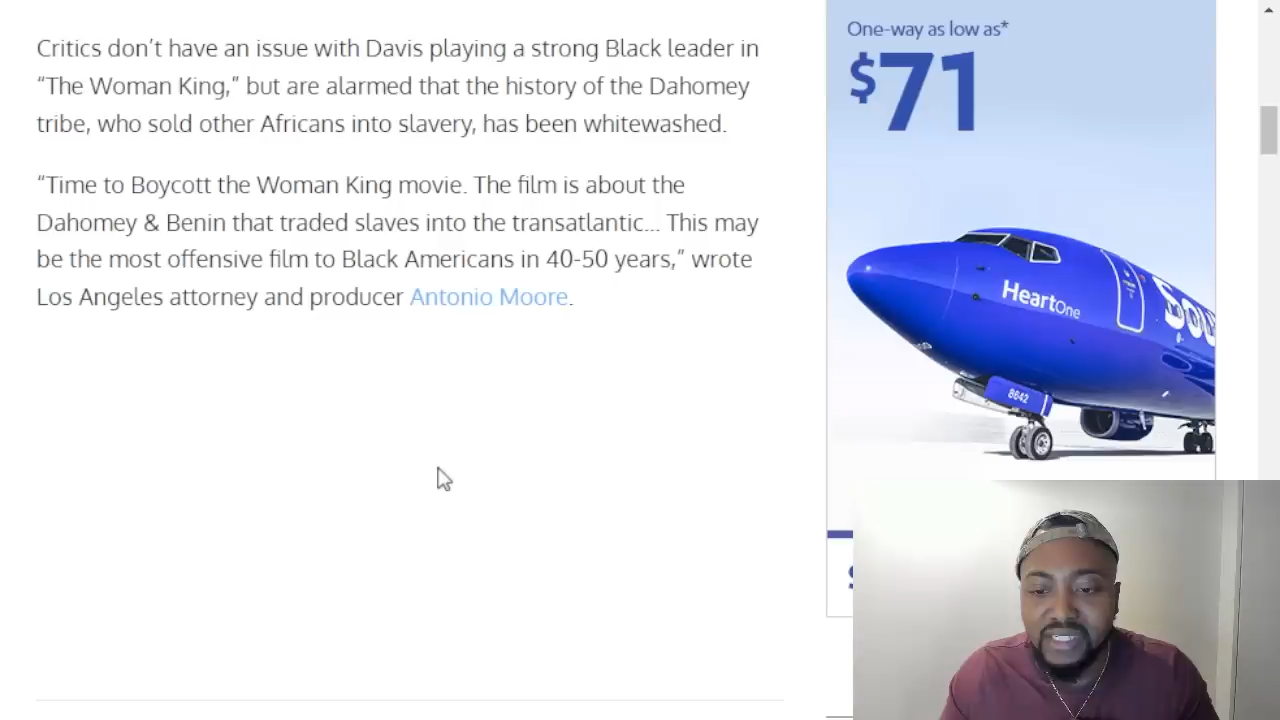 Critics don’t have an issue with Davis playing a strong Black leader in
“The Woman King,” but are alarmed that the history of the Dahomey
tribe, who sold other Africans into slavery, has been whitewashed.
“Time to Boycott the Woman King movie. The film is about the
Dahomey & Benin that traded slaves into the transatlantic... This may
be the most offensive film to Black Americans in 40-50 years,” wrote
Los Angeles attorney and producer Antonio Moore.
One-way as low as*
$71
HeartOne
8642